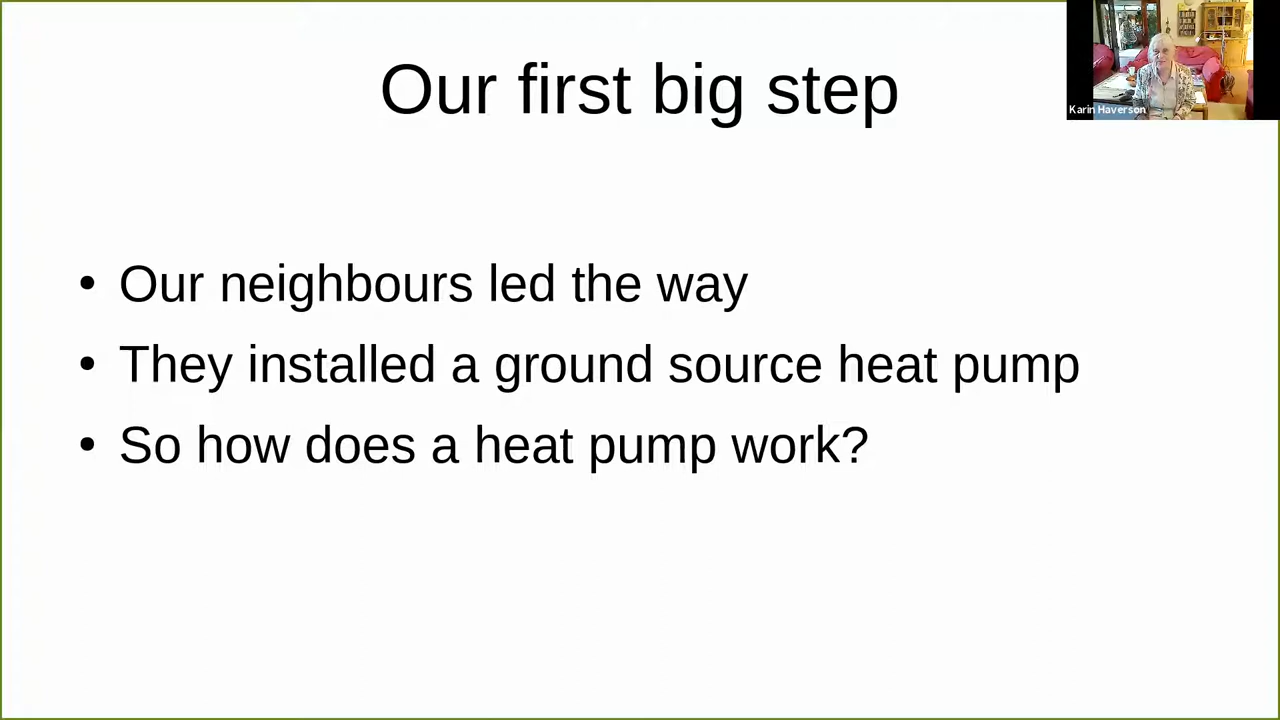 Our first big step
Karin Haverson
• Our neighbours led the way
• They installed a ground source heat pump
• So how does a heat pump work?